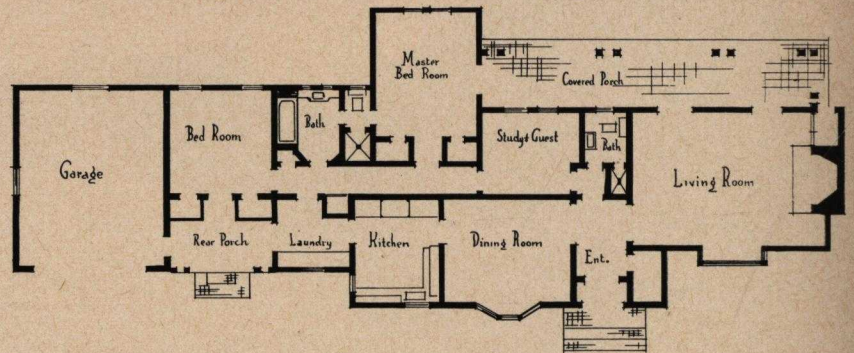 Master
Bed Room
Covered Porch
Bed Room
Bath
Study & Guest
Bath
Garage
Living Room
Rear Porch
Laundry
Kitchen
Dining Room
Ent.